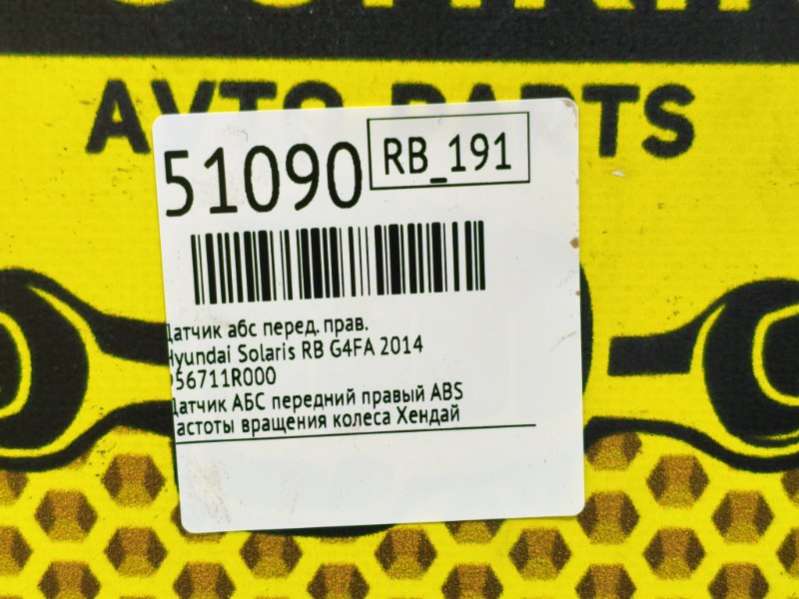 AVTO PARTS
51090
RB_191
Датчик абс перед. прав.
Hyundai Solaris RB G4FA 2014
956711R000
Датчик АБС передний правый ABS
частоты вращения колеса Хендай